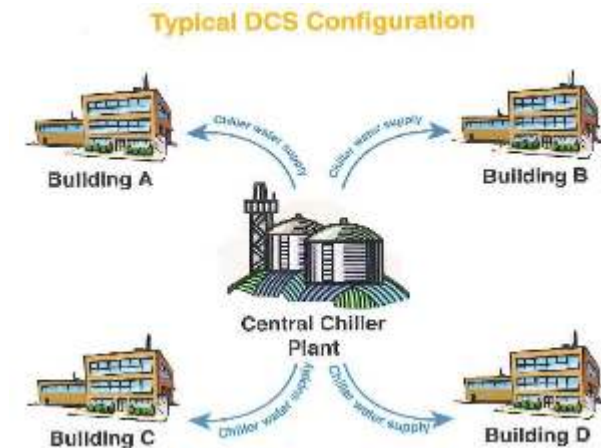 Typical DCS Configuration
Chiller water supply
Chiller water supply
Building A
Building B
Central Chiller
Plant
Chiller water supply
Chiller water supply
Building C
Building D